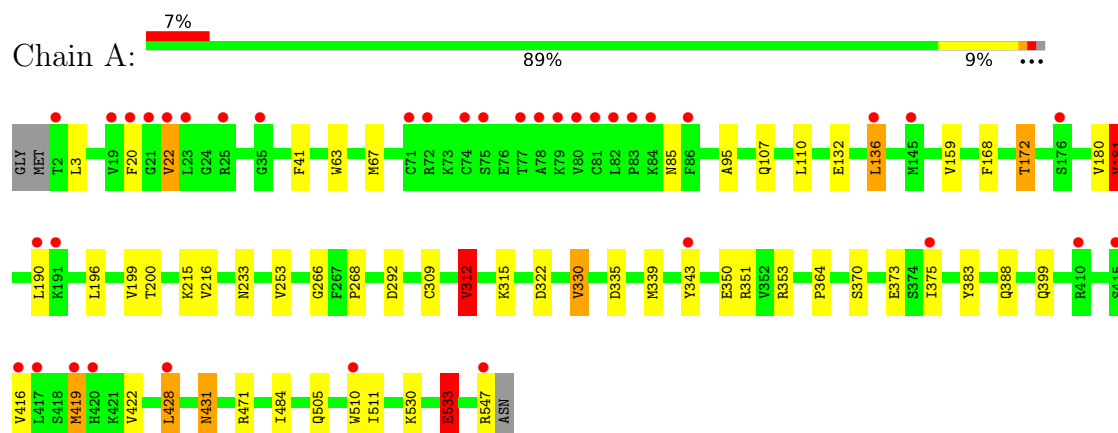 7%
Chain A:
89%
9%
•••
GLY MET T2 L3 V19 F20 G21 V22 L23 G24 R25 G35 F41 W63 M67 C71 R72 K73 C74 S75 E76 T77 A78 K79 V80 C81 L82 P83 K84 N85 F86 A95 Q107 L110 E132 L136 M145 V159 F168 T172 S176 V180
L190 K191 L196 V199 T200 K215 V216 N233 V253 G266 F267 P268 D292 C309 V312 K315 D322 V330 D335 M339 Y343 E350 R351 V352 R353 P364 S370 E373 S374 I375 Y383 Q388 Q399 R410
V416 L417 S418 M419 H420 K421 V422 L428 N431 R471 I484 Q505 W510 I511 K530 E533 R547 ASN